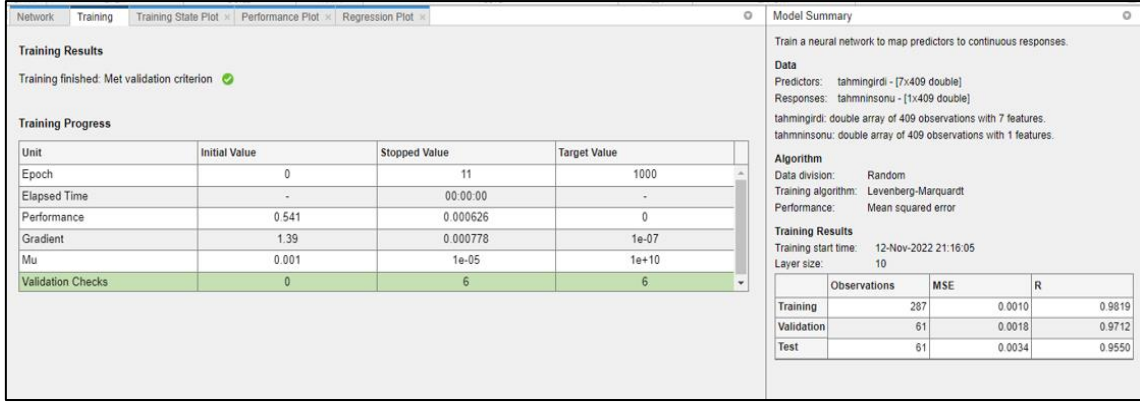 Network Training Training State Plot × Performance Plot × Regression Plot ×
Training Results
Training finished: Met validation criterion
Training Progress
Unit Initial Value Stopped Value Target Value
Epoch 0 11 1000
Elapsed Time - 00:00:00 -
Performance 0.541 0.000626 0
Gradient 1.39 0.000778 1e-07
Mu 0.001 1e-05 1e+10
Validation Checks 0 6 6
Model Summary
Train a neural network to map predictors to continuous responses.
Data
Predictors: tahmingirdi - [7x409 double]
Responses: tahmninsonu - [1x409 double]
tahmingirdi: double array of 409 observations with 7 features.
tahmninsonu: double array of 409 observations with 1 features.
Algorithm
Data division: Random
Training algorithm: Levenberg-Marquardt
Performance: Mean squared error
Training Results
Training start time: 12-Nov-2022 21:16:05
Layer size: 10
Observations MSE R
Training 287 0.0010 0.9819
Validation 61 0.0018 0.9712
Test 61 0.0034 0.9550